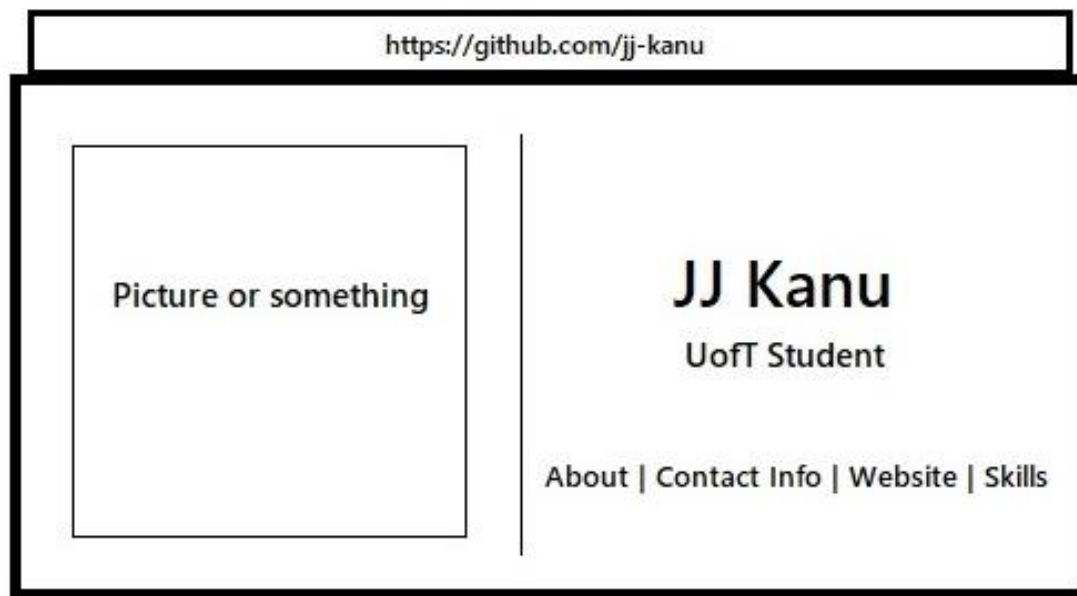 https://github.com/jj-kanu
Picture or something
JJ Kanu
UofT Student
About | Contact Info | Website | Skills